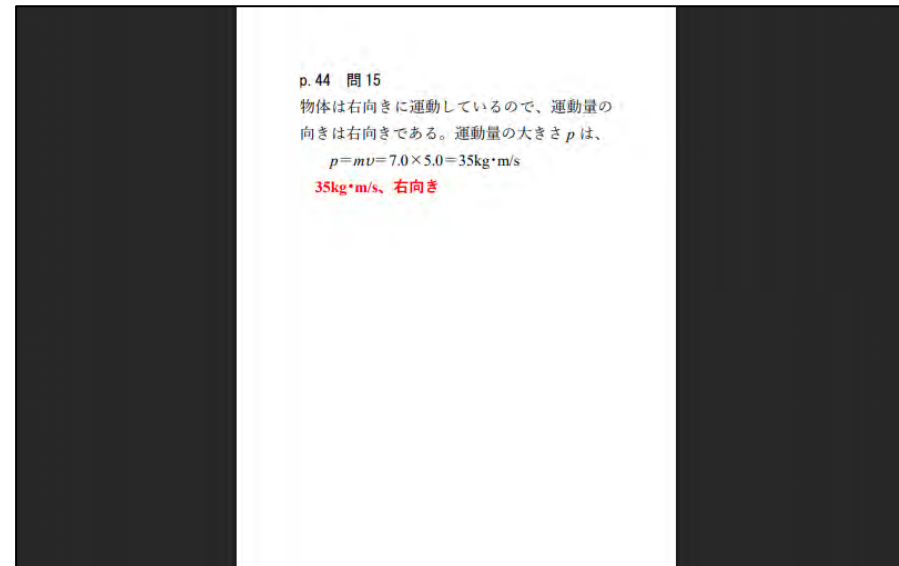 p.44 問15
物体は右向きに運動しているので、運動量の
向きは右向きである。運動量の大きさ p は、
p=mv=7.0×5.0=35kg･m/s
35kg･m/s、右向き